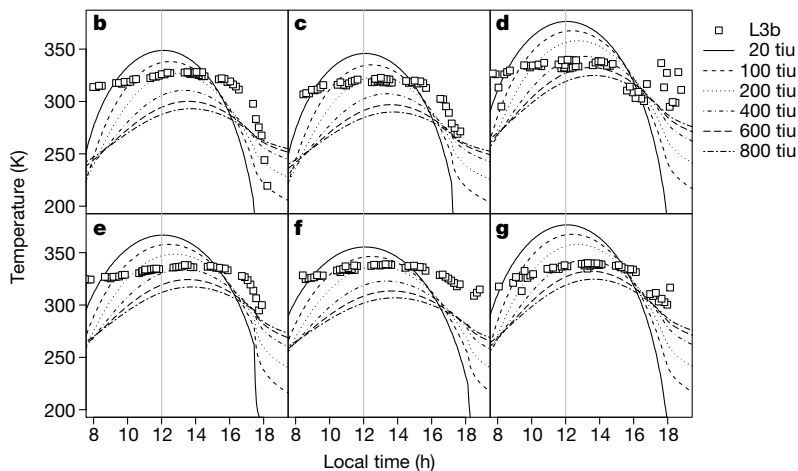 b
c
d
e
f
g
L3b
20 tiu
100 tiu
200 tiu
400 tiu
600 tiu
800 tiu
Temperature (K)
350
300
250
200
350
300
250
200
8 10 12 14 16 18
8 10 12 14 16 18
8 10 12 14 16 18
Local time (h)